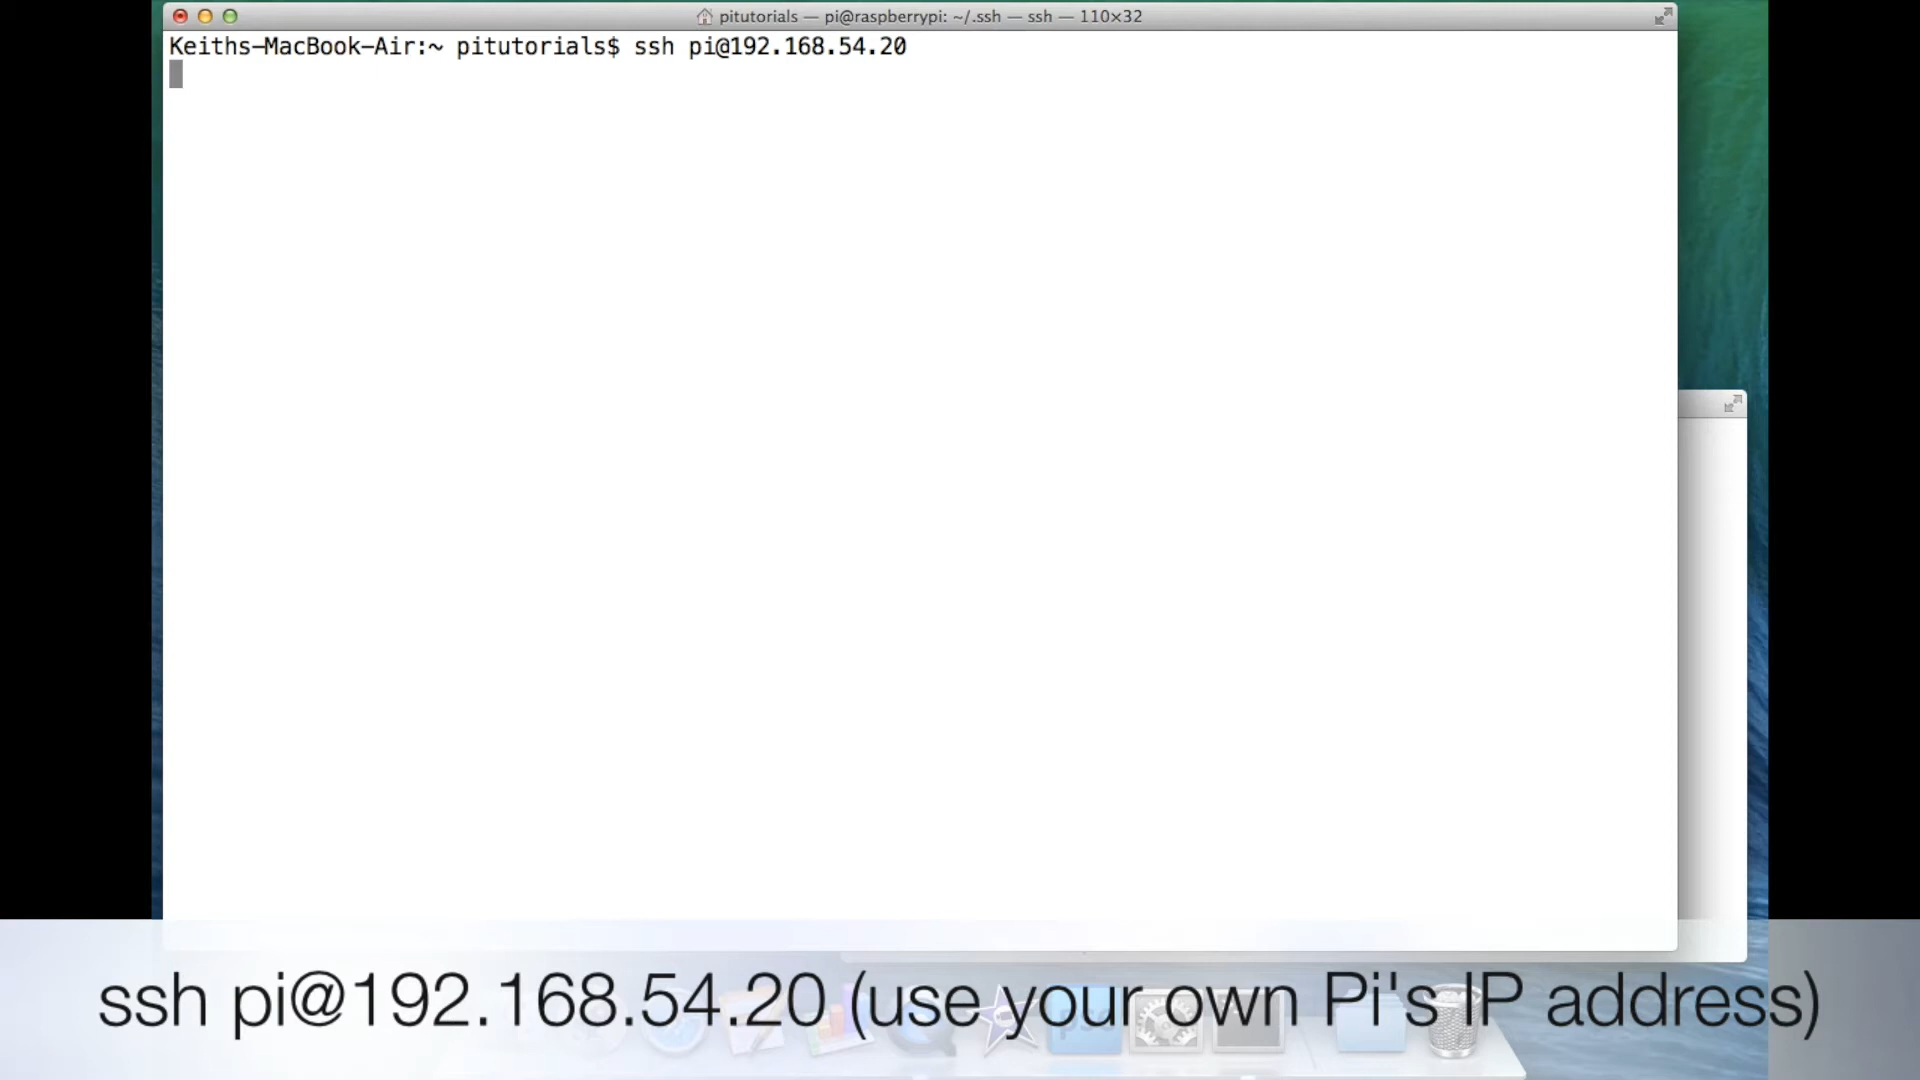 pitutorials — pi@raspberrypi: ~/.ssh — ssh — 110×32
Keiths-MacBook-Air:~ pitutorials$ ssh pi@192.168.54.20
ssh pi@192.168.54.20 (use your own Pi's IP address)